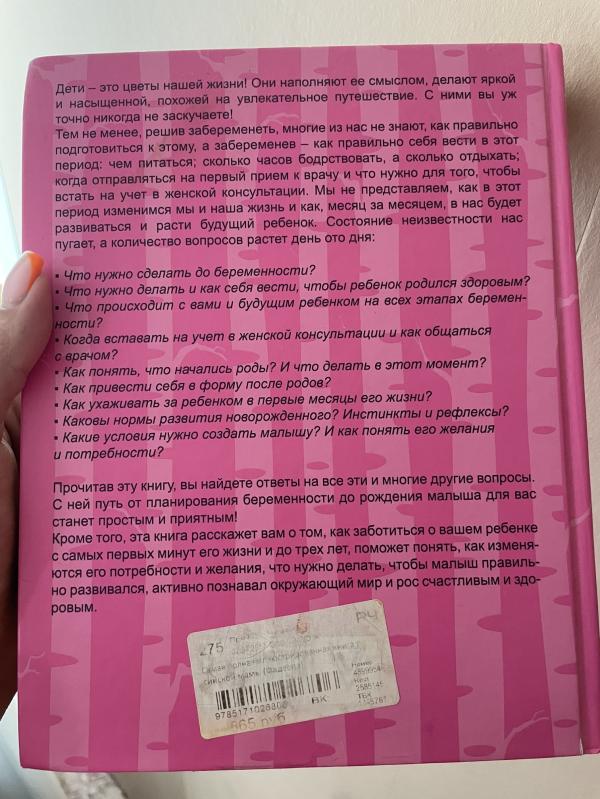 Дети – это цветы нашей жизни! Они наполняют ее смыслом, делают яркой
и насыщенной, похожей на увлекательное путешествие. С ними вы уж
точно никогда не заскучаете!
Тем не менее, решив забеременеть, многие из нас не знают, как правильно
подготовиться к этому, а забеременев – как правильно себя вести в этот
период: чем питаться; сколько часов бодрствовать, а сколько отдыхать;
когда отправляться на первый прием к врачу и что нужно для того, чтобы
встать на учет в женской консультации. Мы не представляем, как в этот
период изменимся мы и наша жизнь и как, месяц за месяцем, в нас будет
развиваться и расти будущий ребенок. Состояние неизвестности нас
пугает, а количество вопросов растет день ото дня:
▪ Что нужно сделать до беременности?
▪ Что нужно делать и как себя вести, чтобы ребенок родился здоровым?
▪ Что происходит с вами и будущим ребенком на всех этапах беремен-
ности?
▪ Когда вставать на учет в женской консультации и как общаться
с врачом?
▪ Как понять, что начались роды? И что делать в этот момент?
▪ Как привести себя в форму после родов?
▪ Как ухаживать за ребенком в первые месяцы его жизни?
▪ Каковы нормы развития новорожденного? Инстинкты и рефлексы?
▪ Какие условия нужно создать малышу? И как понять его желания
и потребности?
Прочитав эту книгу, вы найдете ответы на все эти и многие другие вопросы.
С ней путь от планирования беременности до рождения малыша для вас
станет простым и приятным!
Кроме того, эта книга расскажет вам о том, как заботиться о вашем ребенке
с самых первых минут его жизни и до трех лет, поможет понять, как изменя-
ются его потребности и желания, что нужно делать, чтобы малыш правиль-
но развивался, активно познавал окружающий мир и рос счастливым и здо-
ровым.
275
РЧ
Самая полная иллюстрированная книга
Номер
ВК
865 руб